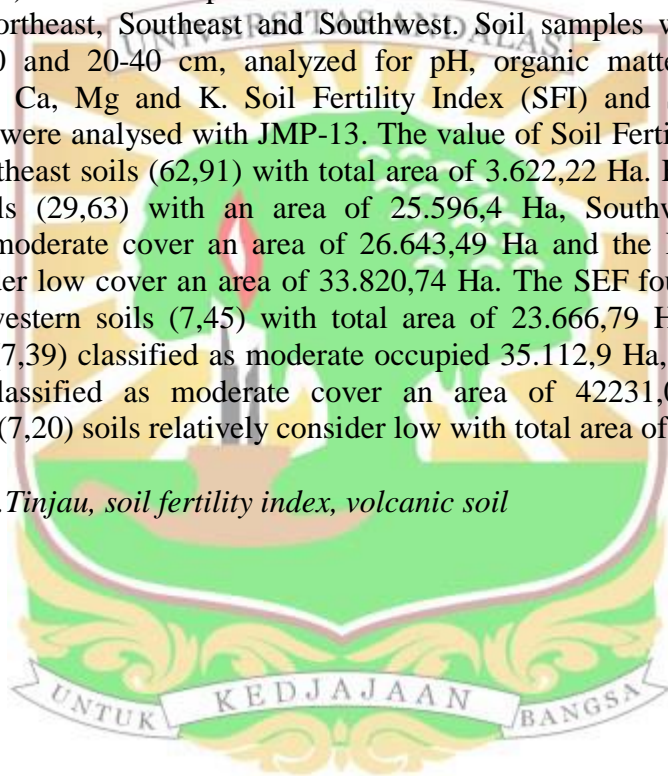 ortheast, Southeast and Southwest. Soil samples
0 and 20-40 cm, analyzed for pH, organic matte
Ca, Mg and K. Soil Fertility Index (SFI) and
were analysed with JMP-13. The value of Soil Ferti
theast soils (62,91) with total area of 3.622,22 Ha.
ls (29,63) with an area of 25.596,4 Ha, Southw
moderate cover an area of 26.643,49 Ha and the
der low cover an area of 33.820,74 Ha. The SEF fou
western soils (7,45) with total area of 23.666,79 H
(7,39) classified as moderate occupied 35.112,9 Ha,
lassified as moderate cover an area of 42231,
(7,20) soils relatively consider low with total area of
.Tinjau, soil fertility index, volcanic soil
UNIVERSITAS ANDALAS
UNTUK KEDJAJAAN BANGSA